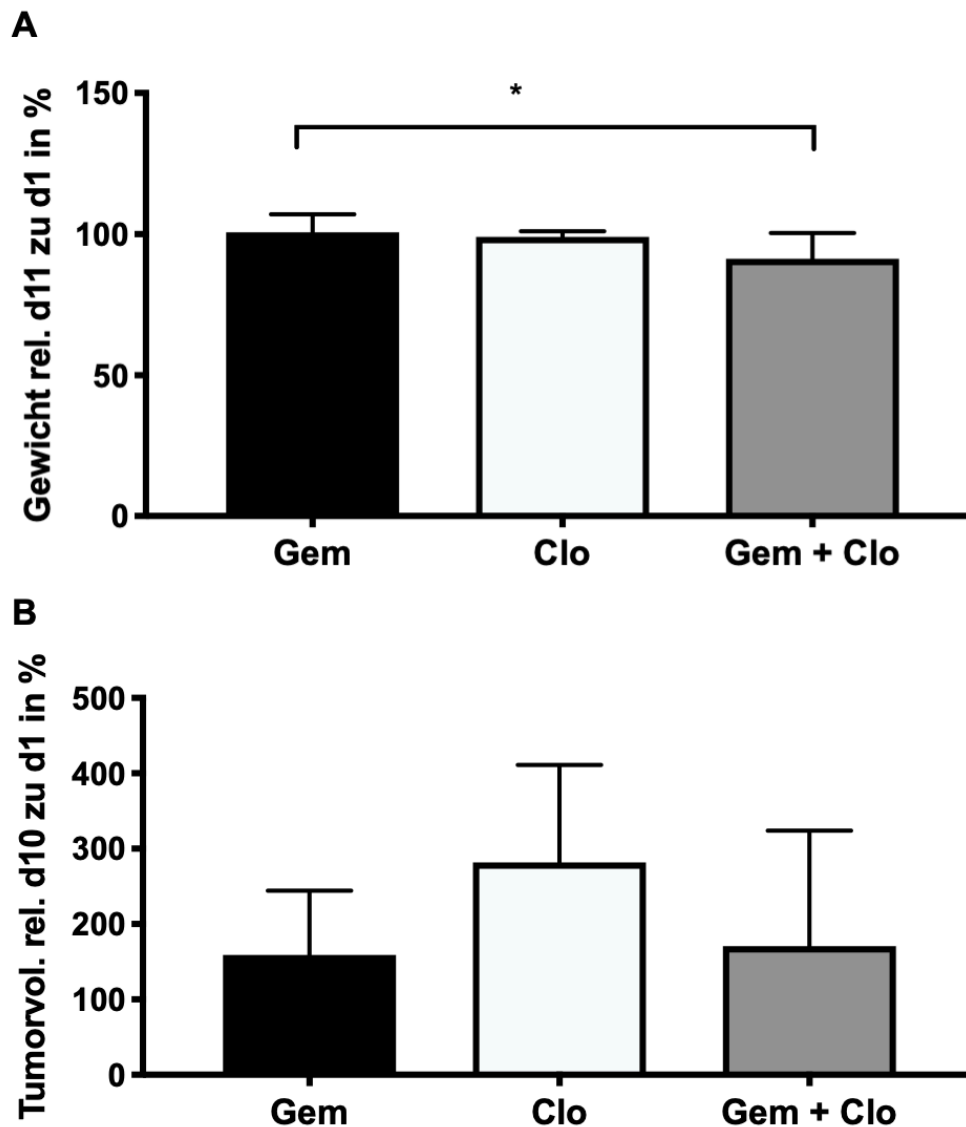 A
Gewicht rel. d11 zu d1 in %
150
100
50
0
*
Gem
Clo
Gem + Clo
B
Tumorvol. rel. d10 zu d1 in %
500
400
300
200
100
0
Gem
Clo
Gem + Clo